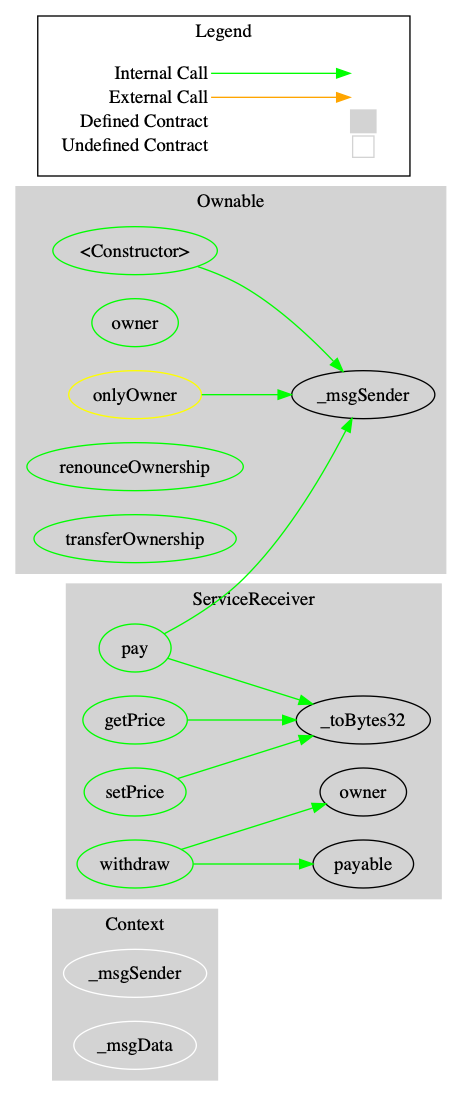 Legend
Internal Call
External Call
Defined Contract
Undefined Contract
Ownable
<Constructor>
owner
onlyOwner
_msgSender
renounceOwnership
transferOwnership
ServiceReceiver
pay
getPrice
_toBytes32
setPrice
owner
withdraw
payable
Context
_msgSender
_msgData